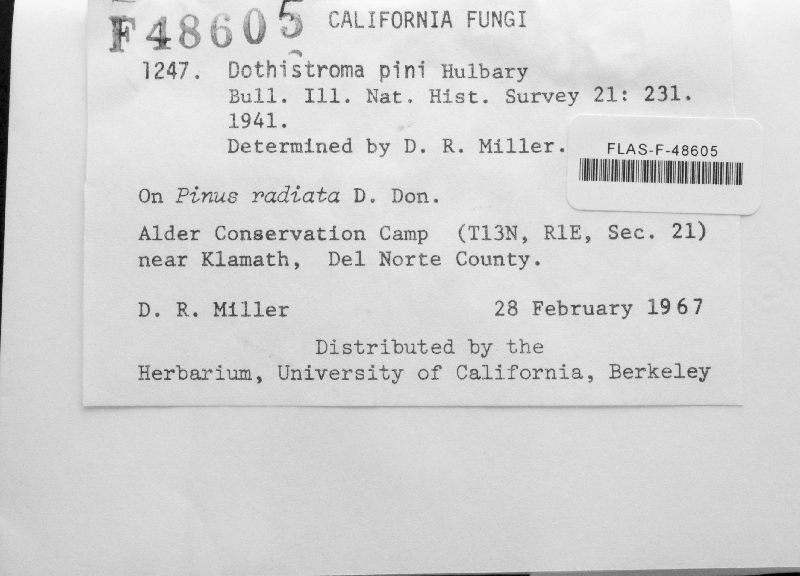 F48605 CALIFORNIA FUNGI
1247. Dothistroma pini Hulbary
Bull. Ill. Nat. Hist. Survey 21: 231.
1941.
Determined by D. R. Miller.
FLAS-F-48605
On Pinus radiata D. Don.
Alder Conservation Camp (T13N, R1E, Sec. 21)
near Klamath, Del Norte County.
D. R. Miller 28 February 1967
Distributed by the
Herbarium, University of California, Berkeley